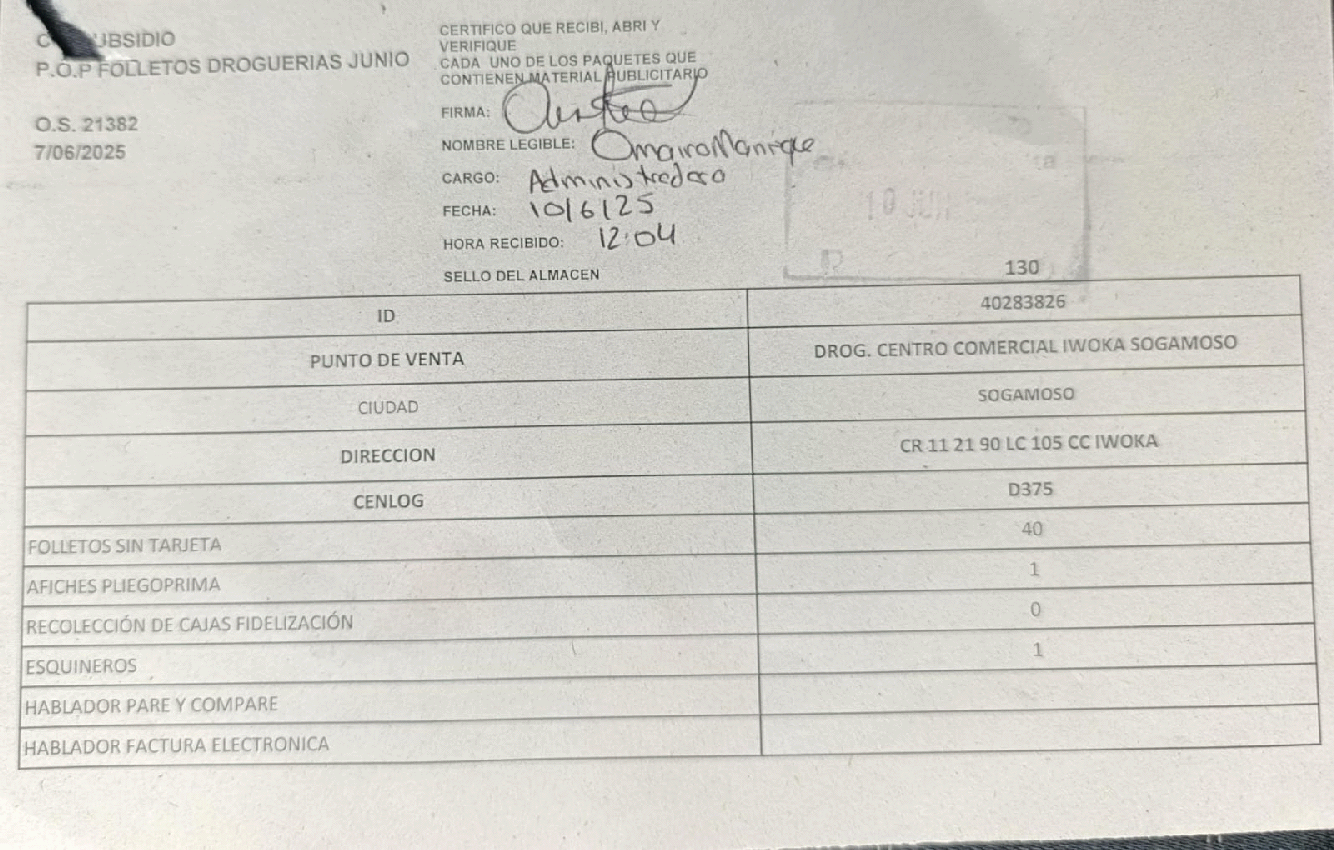 UBSIDIO
P.O.P FOLLETOS DROGUERIAS JUNIO
O.S. 21382
7/06/2025
CERTIFICO QUE RECIBI, ABRI Y
VERIFIQUE
CADA UNO DE LOS PAQUETES QUE
CONTIENEN MATERIAL PUBLICITARIO
FIRMA:
NOMBRE LEGIBLE: Omaira Manrique
CARGO: Administradora
FECHA: 10/6/25
HORA RECIBIDO: 12:04
SELLO DEL ALMACEN
10 JUN
130
ID 40283826
PUNTO DE VENTA DROG. CENTRO COMERCIAL IWOKA SOGAMOSO
CIUDAD SOGAMOSO
DIRECCION CR 11 21 90 LC 105 CC IWOKA
CENLOG D375
FOLLETOS SIN TARJETA 40
AFICHES PLIEGOPRIMA 1
RECOLECCIÓN DE CAJAS FIDELIZACIÓN 0
ESQUINEROS 1
HABLADOR PARE Y COMPARE
HABLADOR FACTURA ELECTRONICA